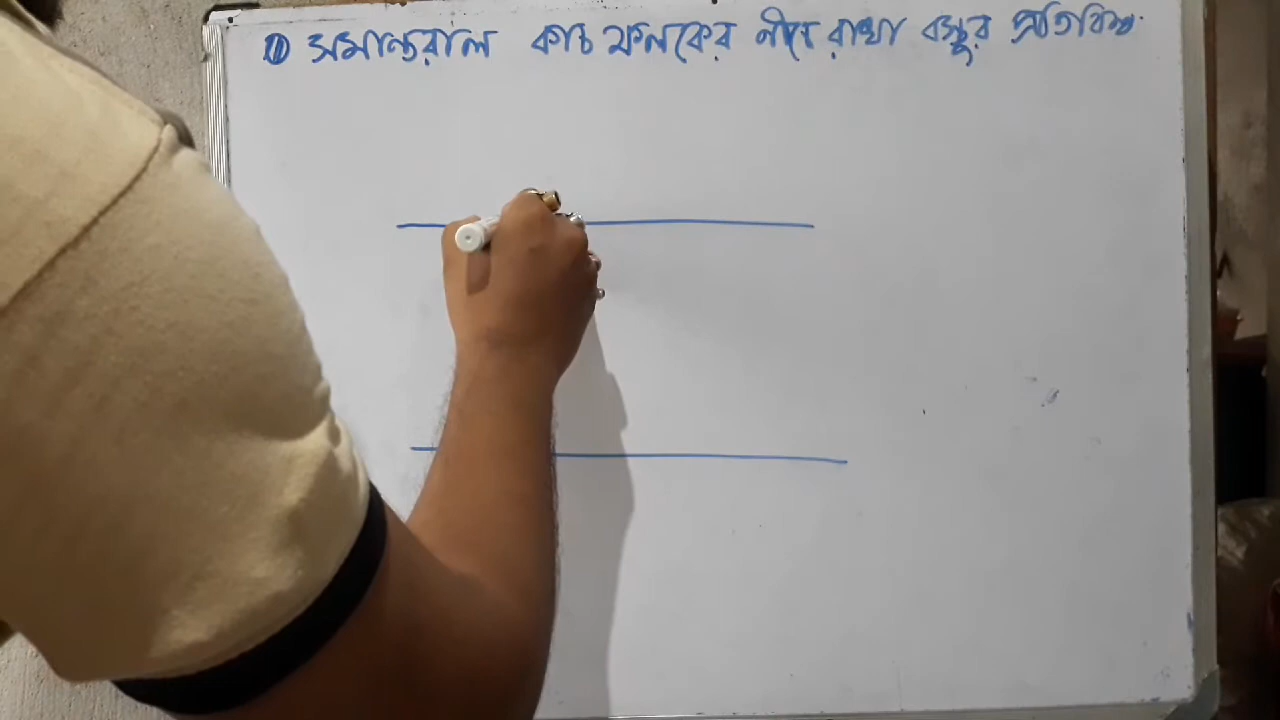 ① সমান্তরাল কাচ ফলকের নীচে রাখা বস্তুর প্রতিবিম্ব.